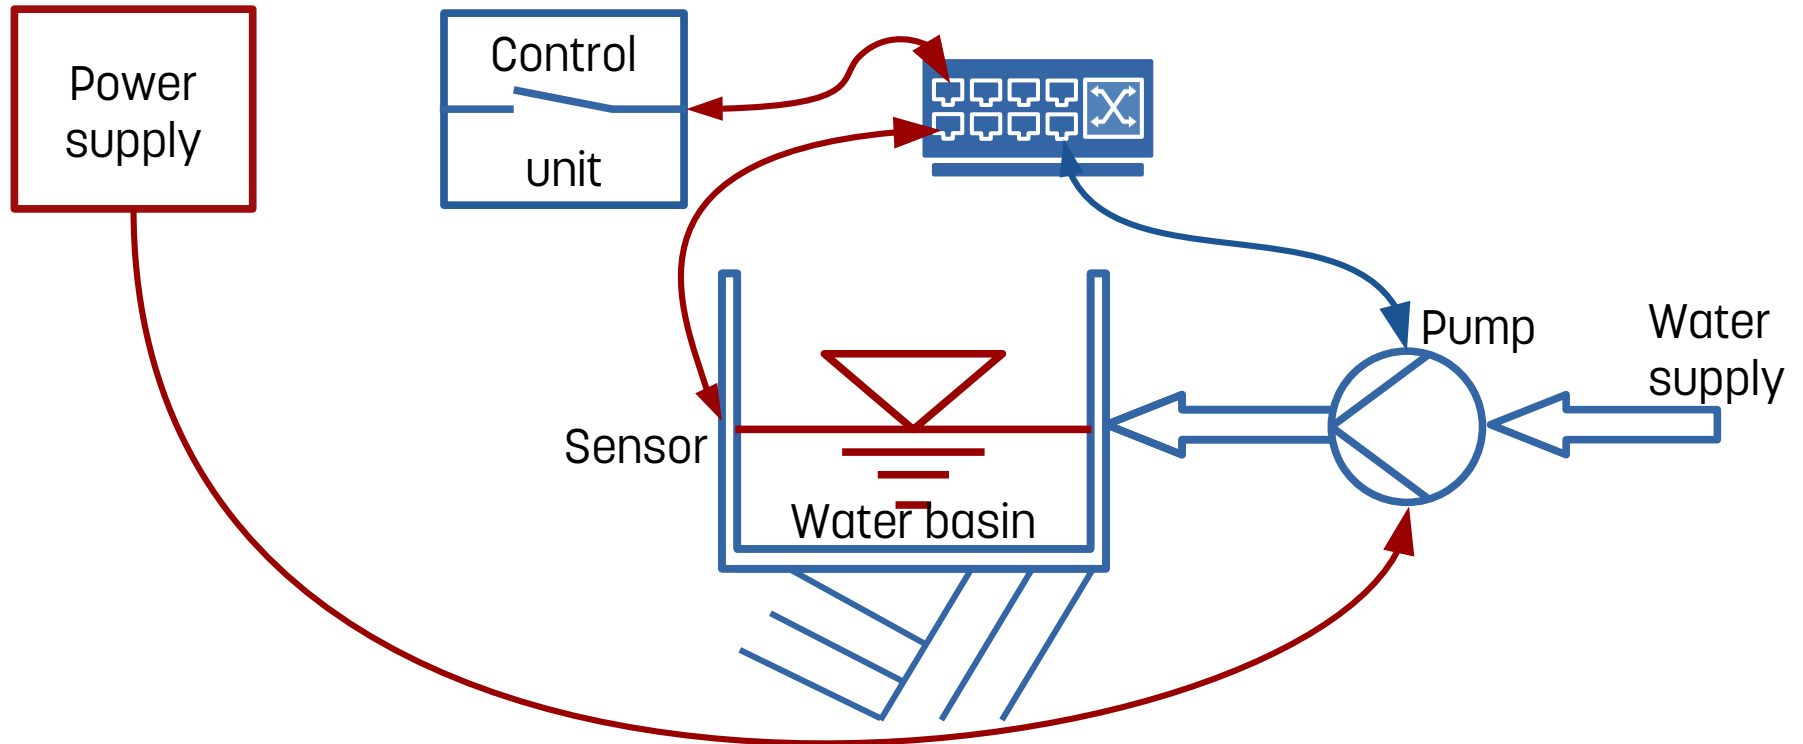 Power
supply
Control
unit
Pump
Water
supply
Sensor
Water basin